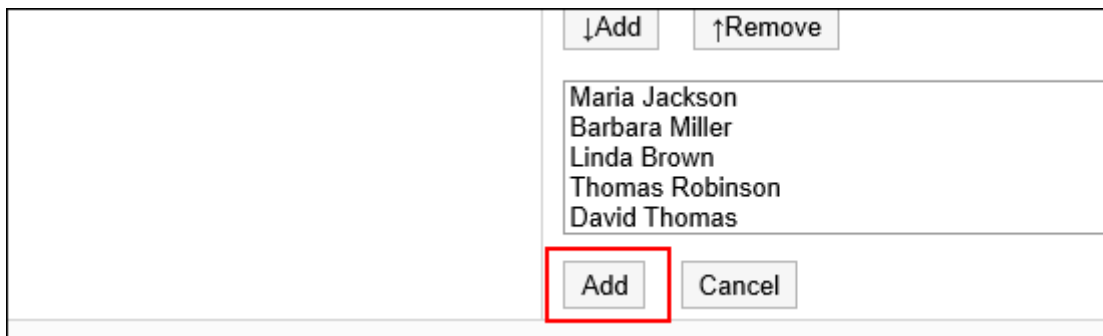 ↓Add ↑Remove
Maria Jackson
Barbara Miller
Linda Brown
Thomas Robinson
David Thomas
Add Cancel